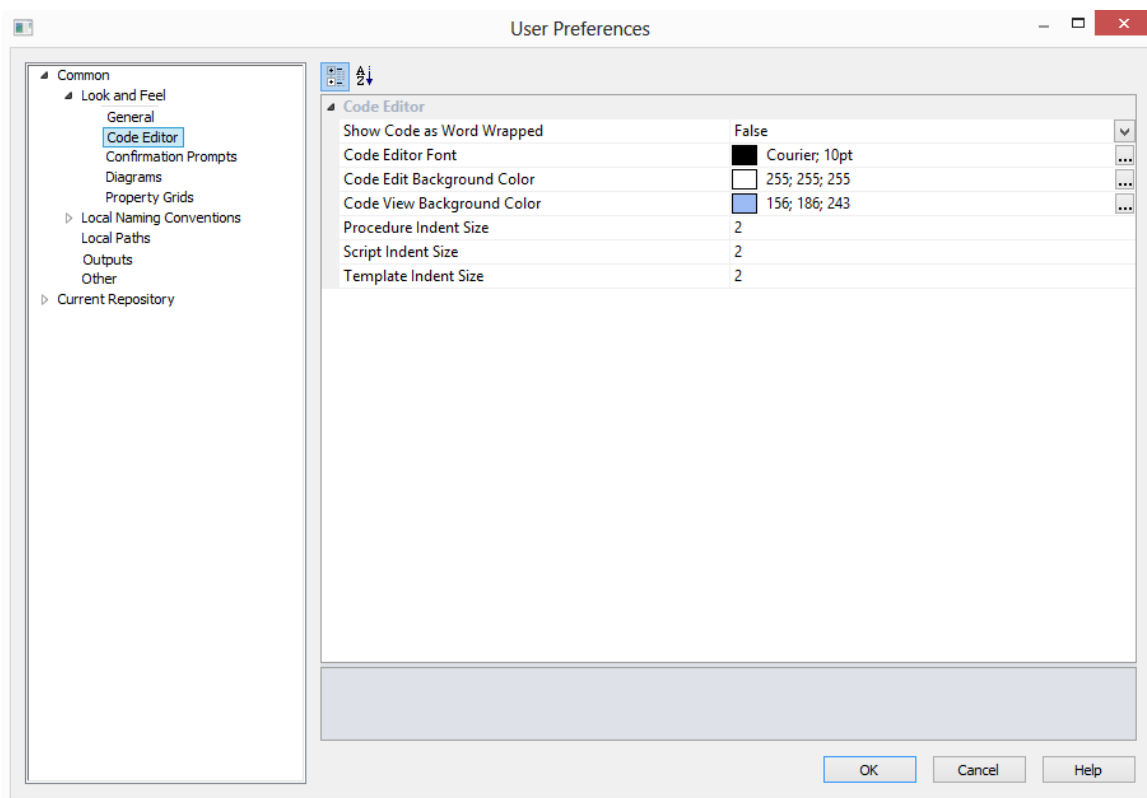 User Preferences
Common
Look and Feel
General
Code Editor
Confirmation Prompts
Diagrams
Property Grids
Local Naming Conventions
Local Paths
Outputs
Other
Current Repository
Code Editor
Show Code as Word Wrapped False
Code Editor Font Courier; 10pt
Code Edit Background Color 255; 255; 255
Code View Background Color 156; 186; 243
Procedure Indent Size 2
Script Indent Size 2
Template Indent Size 2
OK Cancel Help